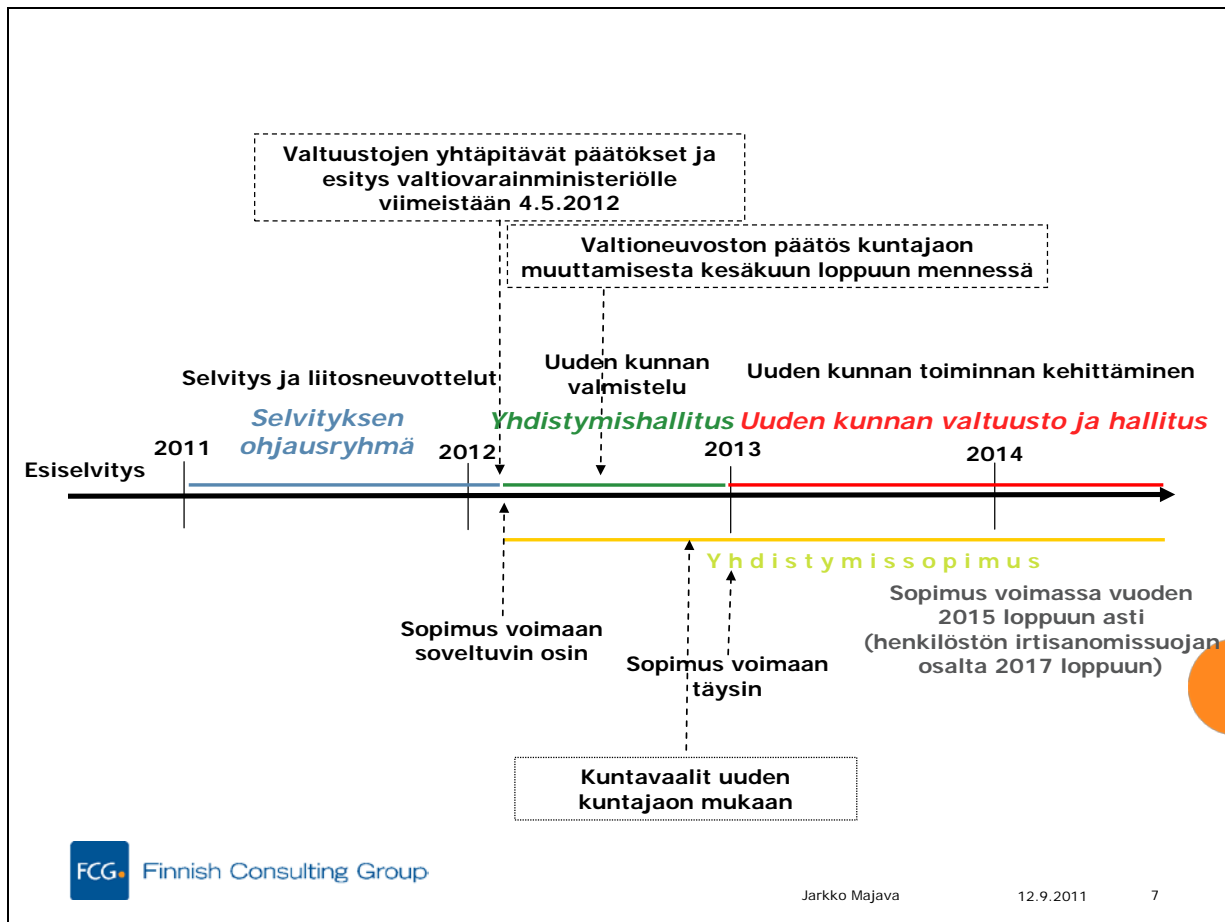 Valtuustojen yhtäpitävät päätökset ja
esitys valtiovarainministeriölle
viimeistään 4.5.2012
Valtioneuvoston päätös kuntajaon
muuttamisesta kesäkuun loppuun mennessä
Selvitys ja liitosneuvottelut
Uuden kunnan
valmistelu
Uuden kunnan toiminnan kehittäminen
Selvityksen
ohjausryhmä
Yhdistymishallitus
Uuden kunnan valtuusto ja hallitus
Esiselvitys
2011
2012
2013
2014
Yhdistymissopimus
Sopimus voimaan
soveltuvin osin
Sopimus voimaan
täysin
Sopimus voimassa vuoden
2015 loppuun asti
(henkilöstön irtisanomissuojan
osalta 2017 loppuun)
Kuntavaalit uuden
kuntajaon mukaan
FCG. Finnish Consulting Group
Jarkko Majava 12.9.2011 7